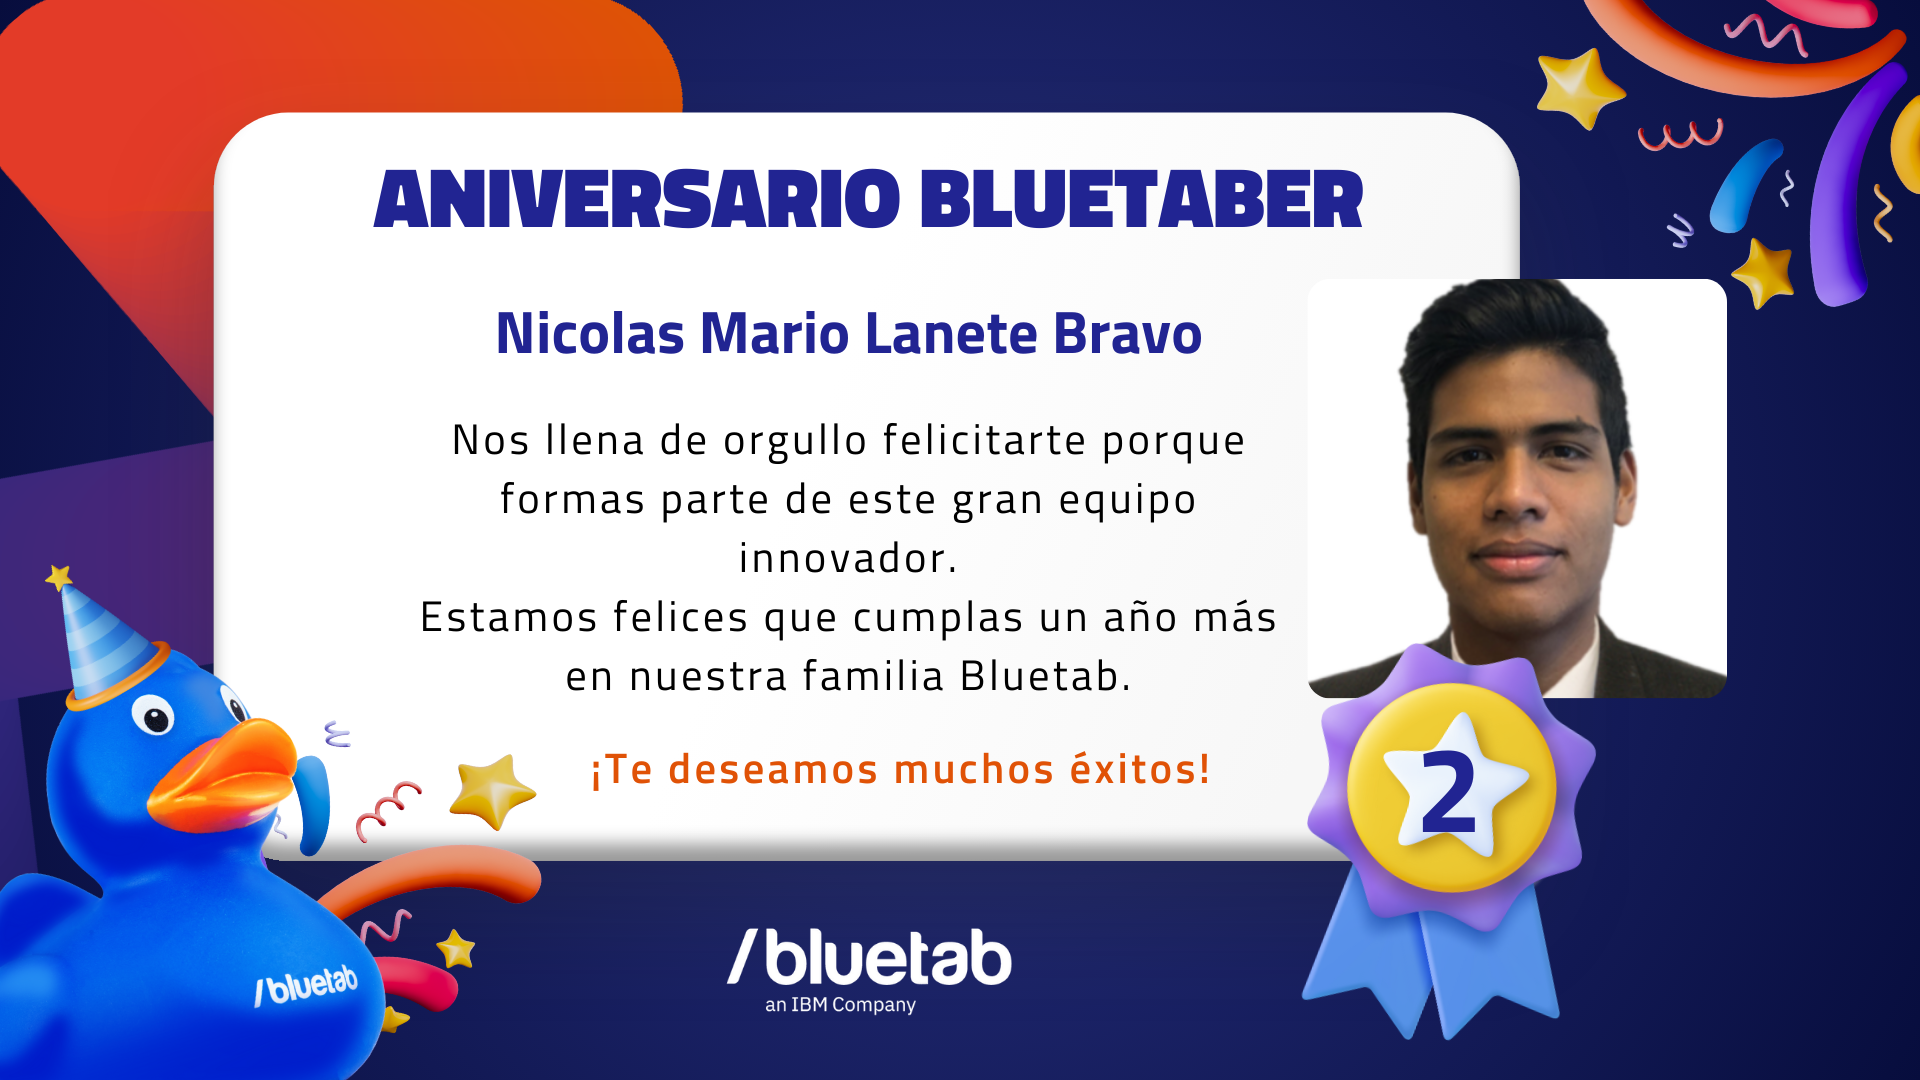 ANIVERSARIO BLUETABER
Nicolas Mario Lanete Bravo
Nos llena de orgullo felicitarte porque
formas parte de este gran equipo
innovador.
Estamos felices que cumplas un año más
en nuestra familia Bluetab.
¡Te deseamos muchos éxitos!
2
/bluetab
/bluetab
an IBM Company